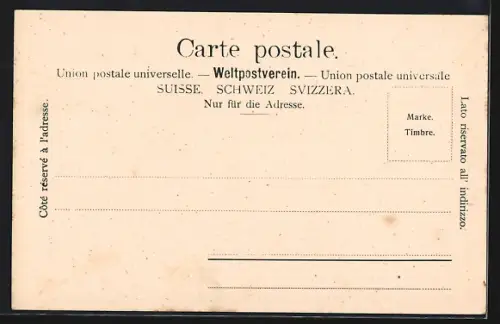 Carte postale.
Union postale universelle. — Weltpostverein. — Union postale universale
SUISSE. SCHWEIZ SVIZZERA.
Nur für die Adresse.
Marke.
Timbre.
Côté réservé à l'adresse.
Lato riservato all' indirizzo.